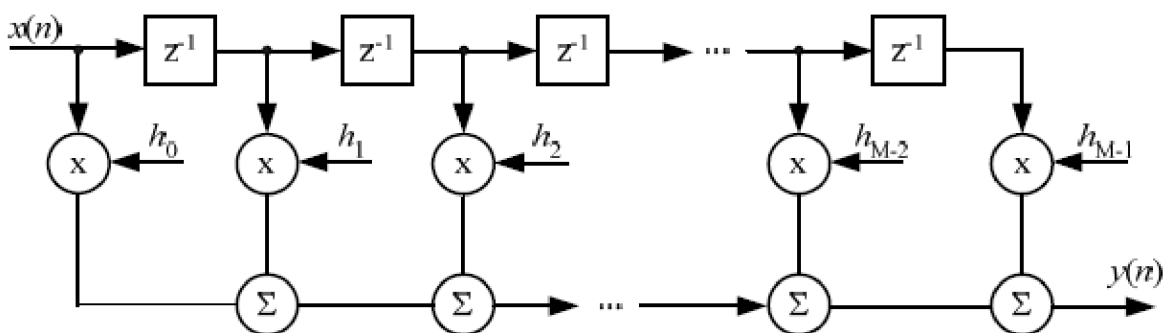 x(n)
z⁻¹ z⁻¹ z⁻¹ ... z⁻¹
x h₀ x h₁ x h₂ x h_M-2 x h_M-1
Σ Σ ... Σ Σ y(n)